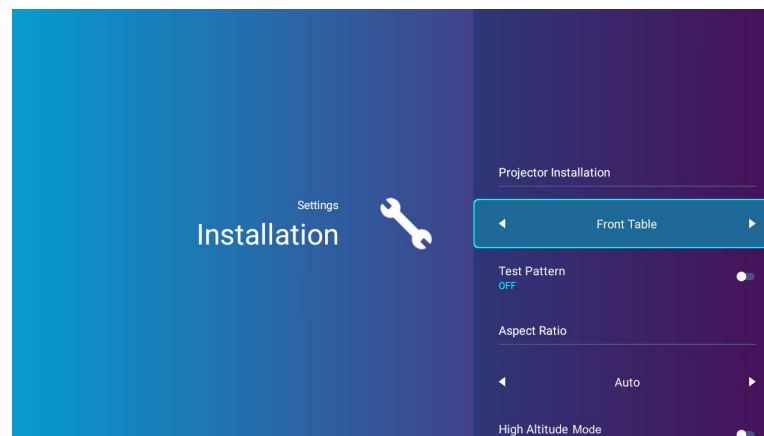 Settings
Installation
Projector Installation
Front Table
Test Pattern
OFF
Aspect Ratio
Auto
High Altitude Mode